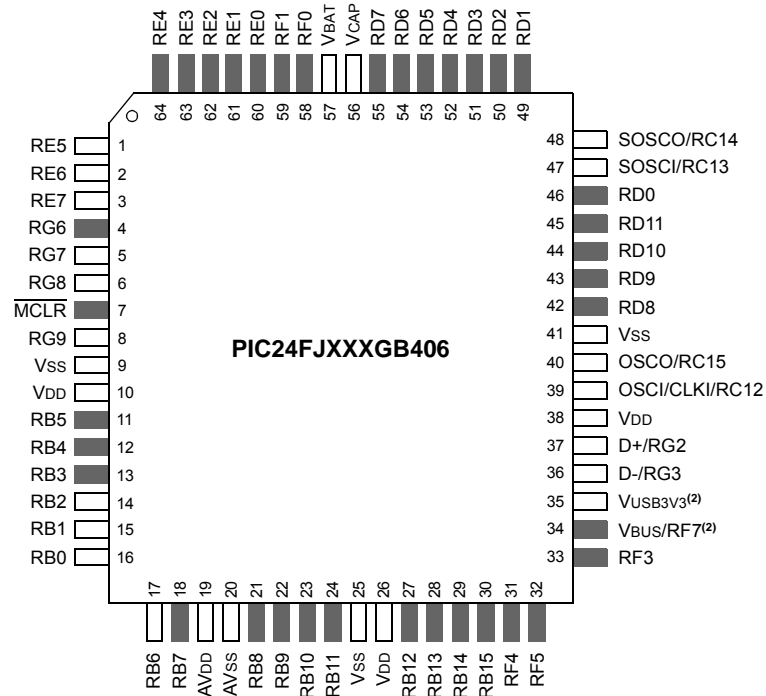 RE4 RE3 RE2 RE1 RE0 RF1 RF0 VBAT VCAP RD7 RD6 RD5 RD4 RD3 RD2 RD1
64 63 62 61 60 59 58 57 56 55 54 53 52 51 50 49
RE5 1
RE6 2
RE7 3
RG6 4
RG7 5
RG8 6
MCLR 7
RG9 8
VSS 9
VDD 10
RB5 11
RB4 12
RB3 13
RB2 14
RB1 15
RB0 16
PIC24FJXXXGB406
48 SOSCO/RC14
47 SOSCI/RC13
46 RD0
45 RD11
44 RD10
43 RD9
42 RD8
41 VSS
40 OSCO/RC15
39 OSCI/CLKI/RC12
38 VDD
37 D+/RG2
36 D-/RG3
35 VUSB3V3(2)
34 VBUS/RF7(2)
33 RF3
17 18 19 20 21 22 23 24 25 26 27 28 29 30 31 32
RB6 RB7 AVDD AVSS RB8 RB9 RB10 RB11 VSS VDD RB12 RB13 RB14 RB15 RF4 RF5